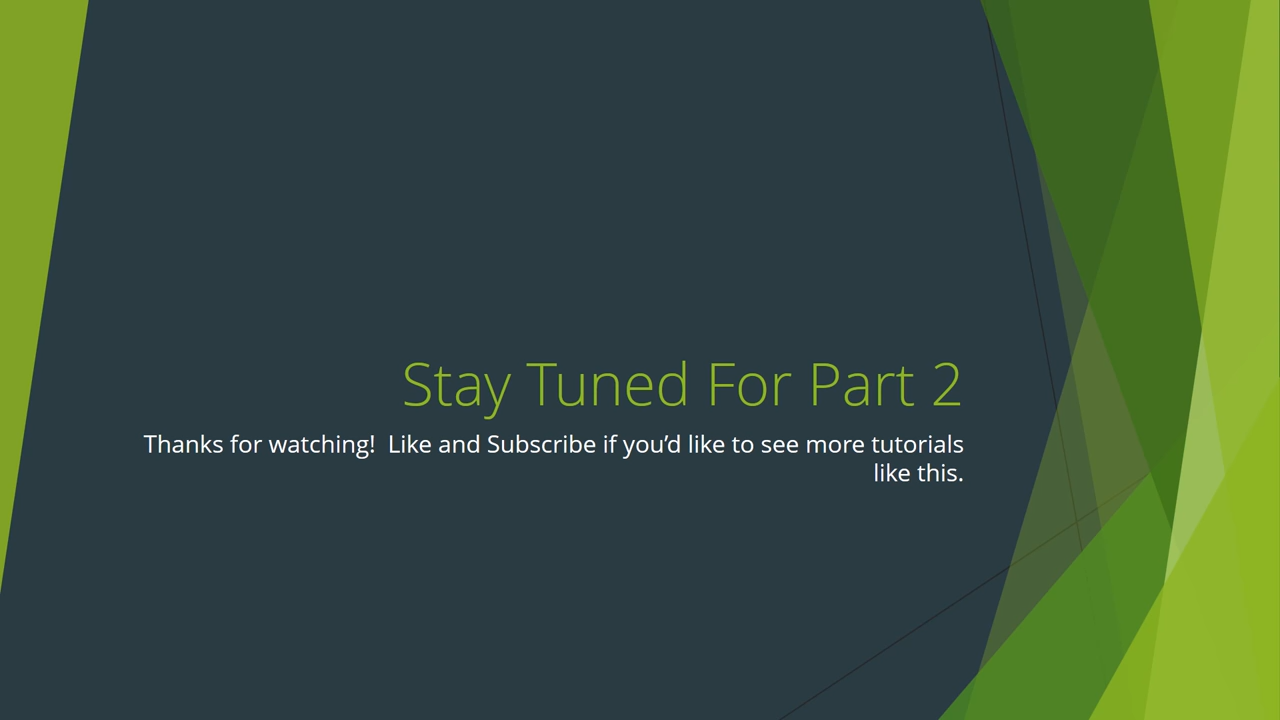 Stay Tuned For Part 2
Thanks for watching!  Like and Subscribe if you’d like to see more tutorials
like this.